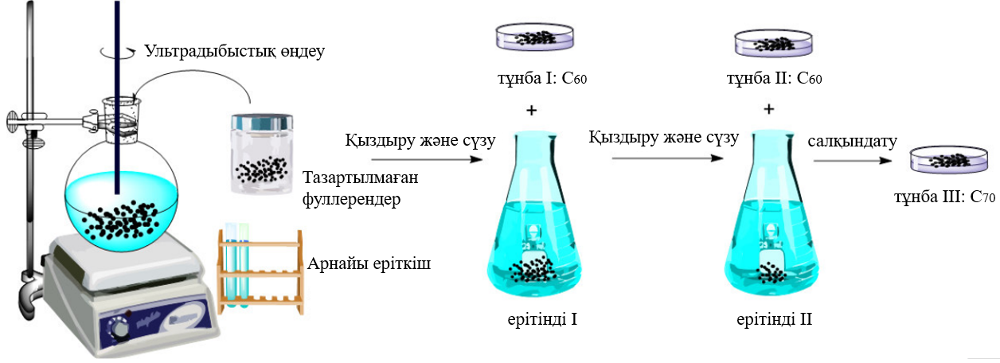 Ультрадыбыстық өңдеу
Тазартылмаған
фуллерендер
Арнайы еріткіш
Қыздыру және сүзу
тұнба I: C60
+
ерітінді I
Қыздыру және сүзу
тұнба II: C60
+
ерітінді II
салқындату
тұнба III: C70